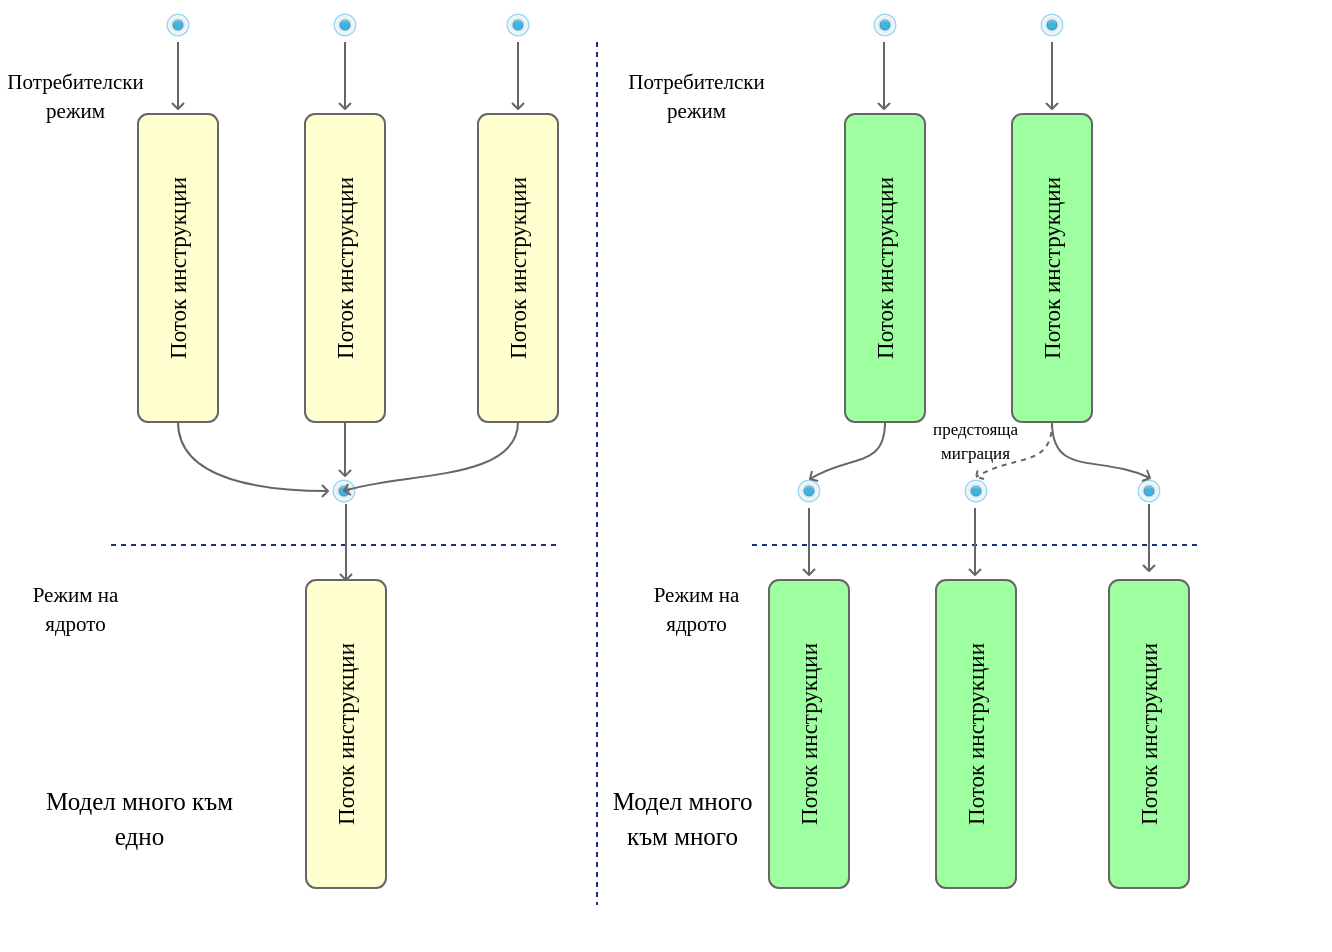 Потребителски
режим
Поток инструкции
Поток инструкции
Поток инструкции
Режим на
ядрото
Поток инструкции
Модел много към
едно
Потребителски
режим
Поток инструкции
Поток инструкции
предстояща
миграция
Режим на
ядрото
Поток инструкции
Поток инструкции
Поток инструкции
Модел много
към много